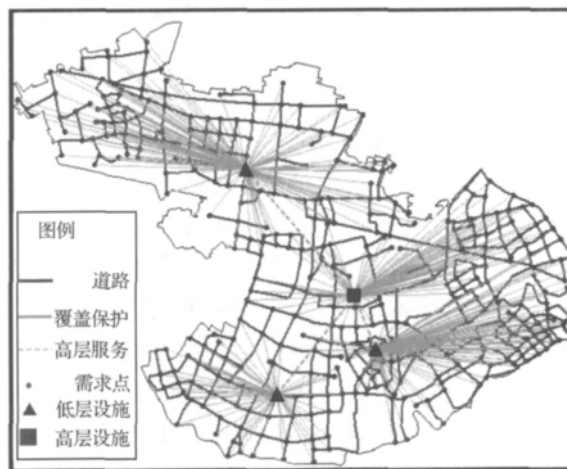 图例
道路
覆盖保护
高层服务
需求点
低层设施
高层设施